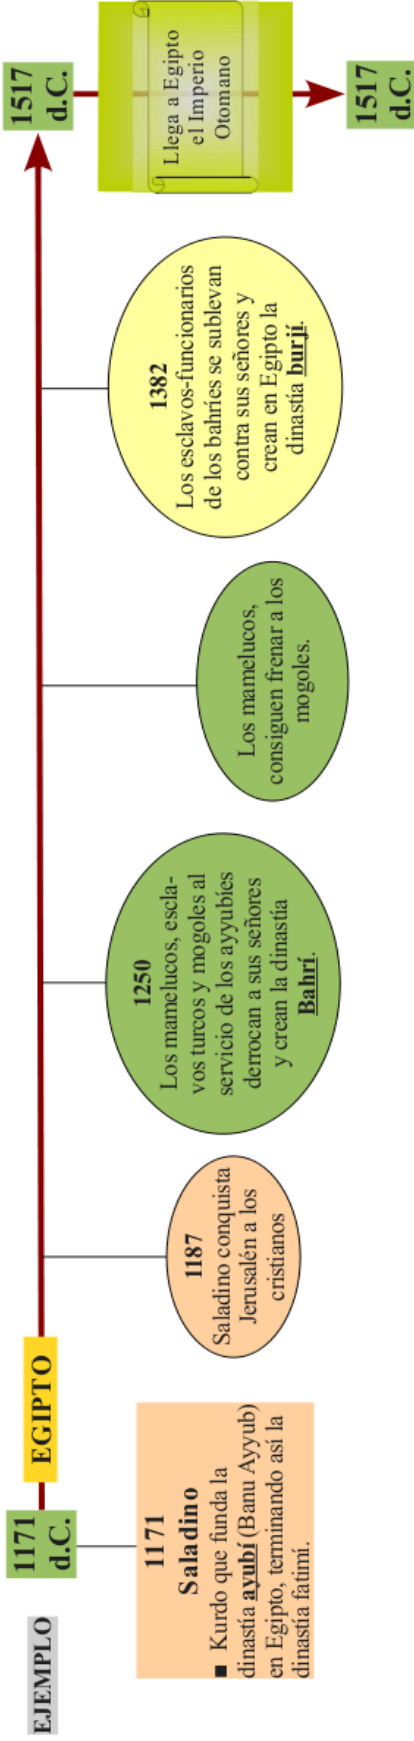 EJEMPLO
1171
d.C.
EGIPTO
1517
d.C.
1171
Saladino
■ Kurdo que funda la
dinastía ayubí (Banu Ayyub)
en Egipto, terminando así la
dinastía fatimí.
1187
Saladino conquista
Jerusalén a los
cristianos
1250
Los mamelucos, escla-
vos turcos y mogoles al
servicio de los ayyubíes
derrocan a sus señores
y crean la dinastía
Bahrí.
Los mamelucos,
consiguen frenar a los
mogoles.
1382
Los esclavos-funcionarios
de los bahríes se sublevan
contra sus señores y
crean en Egipto la
dinastía burjí.
Llega a Egipto
el Imperio
Otomano
1517
d.C.